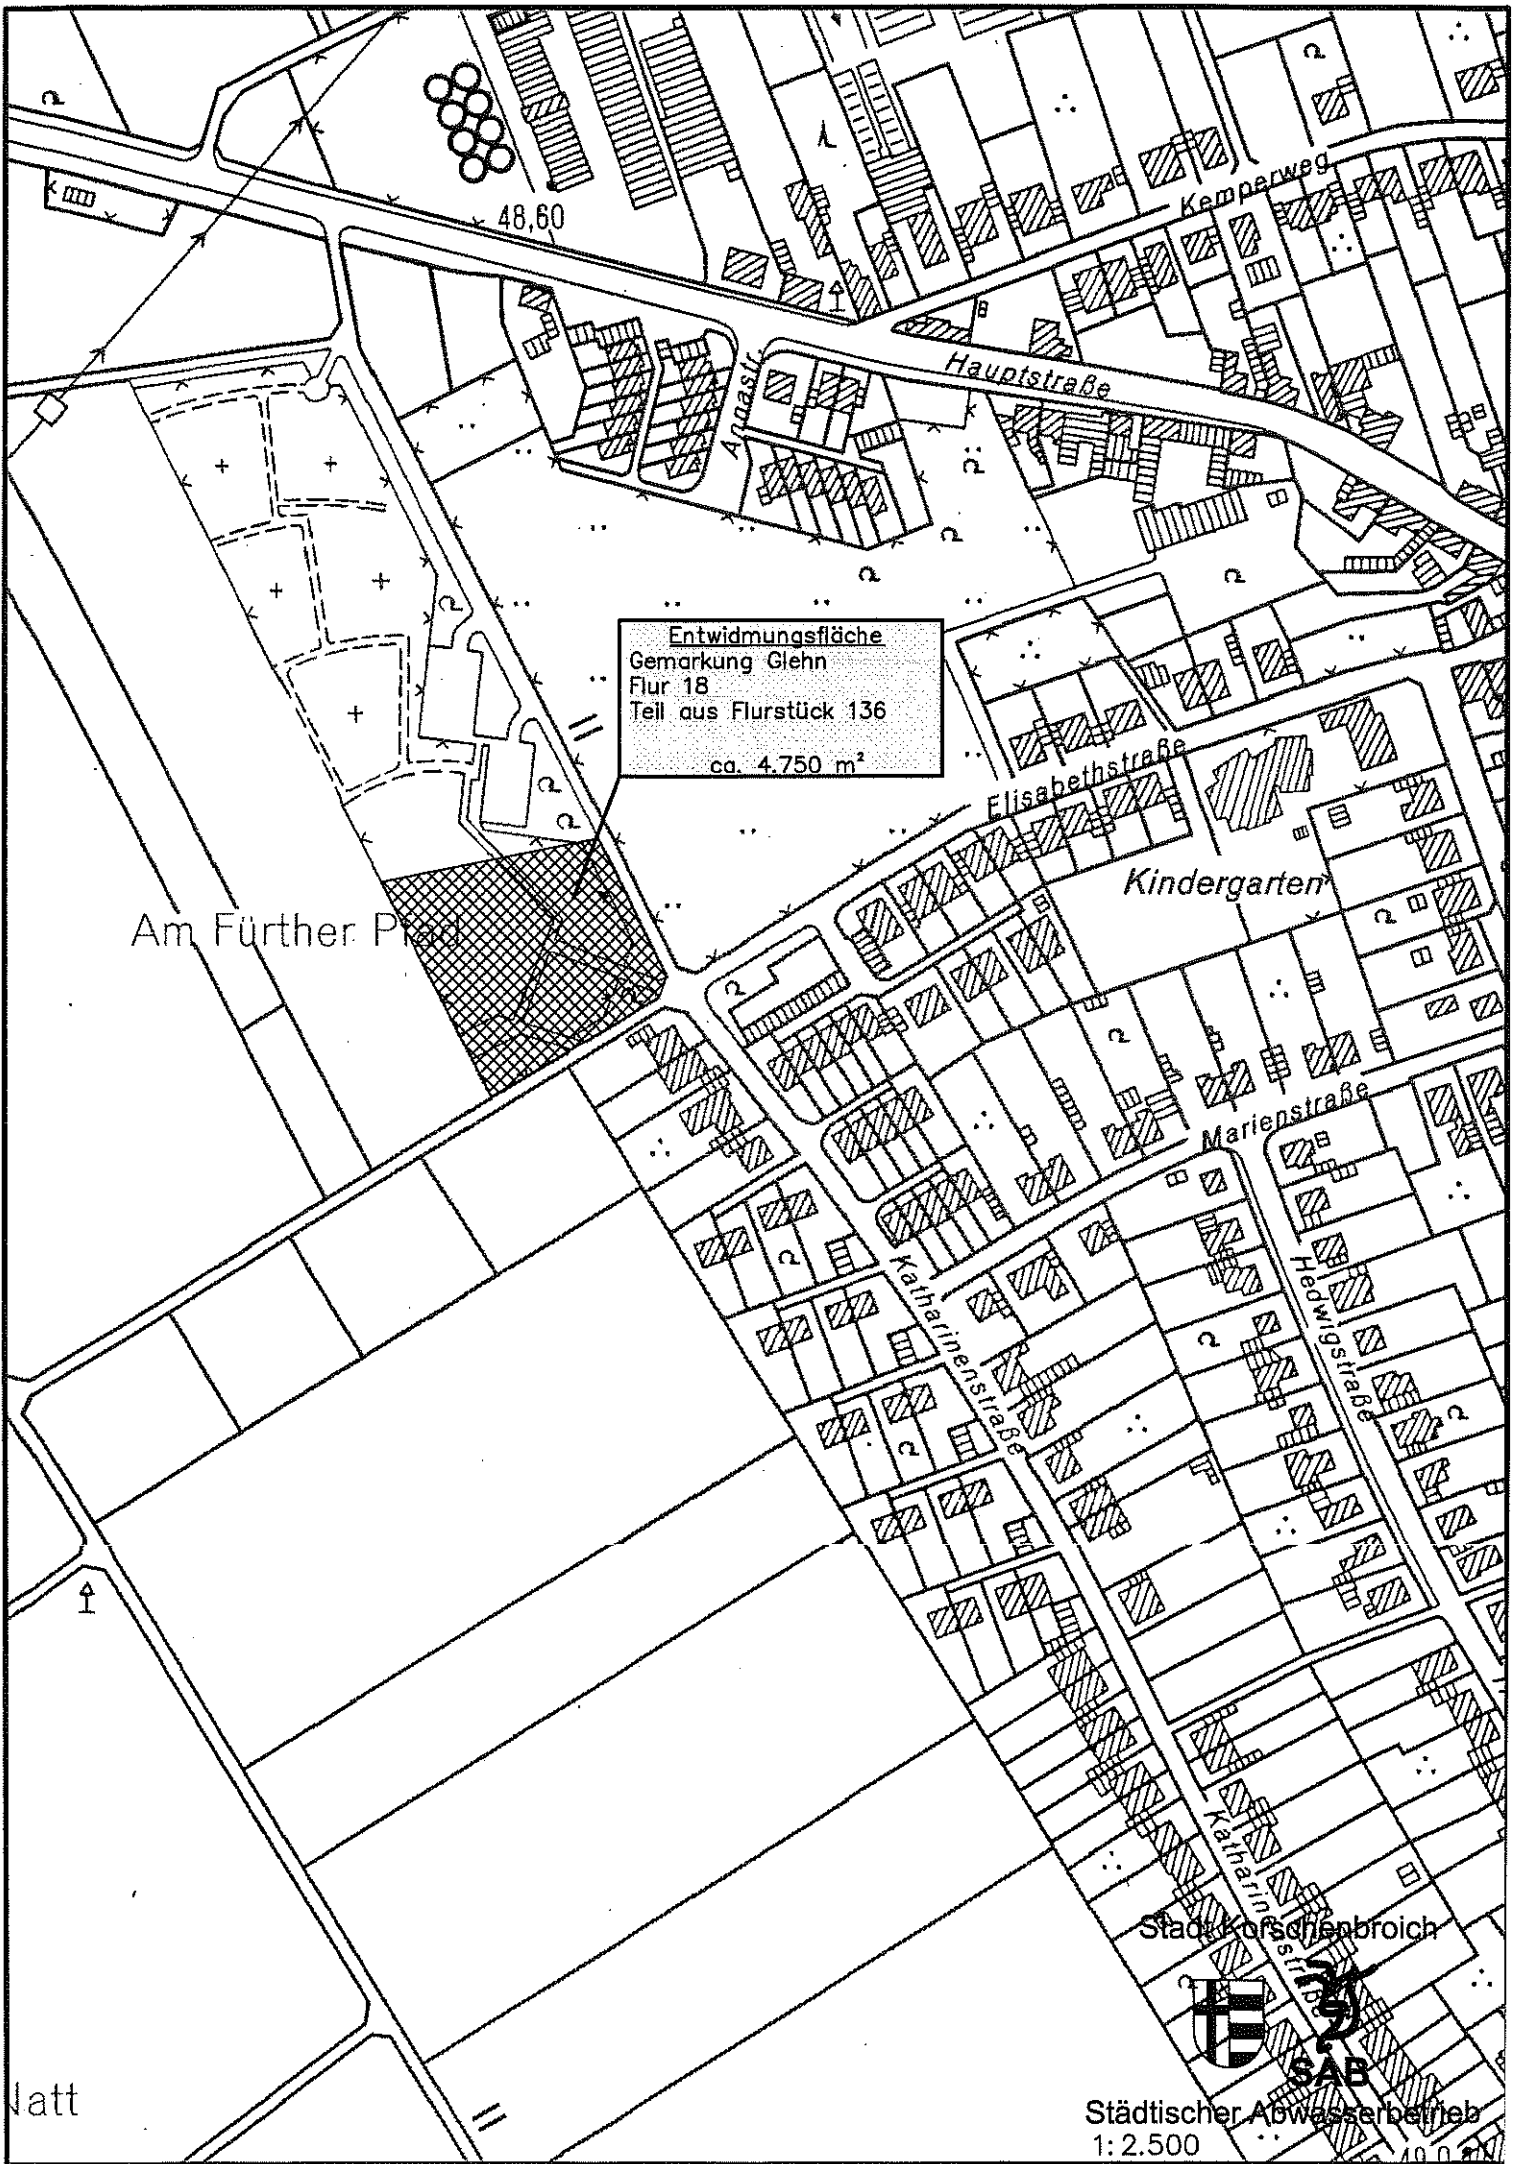 Kemperweg
48,60
Hauptstraße
Annastr.
Entwidmungsfläche
Gemarkung Glehn
Flur 18
Teil aus Flurstück 136
ca. 4.750 m²
Elisabethstraße
Kindergarten
Am Fürther Pfad
Marienstraße
Katharinenstraße
Hedwigstraße
Katharinenstraße
Stadt Korschenbroich
SAB
Städtischer Abwasserbetrieb
1:2.500